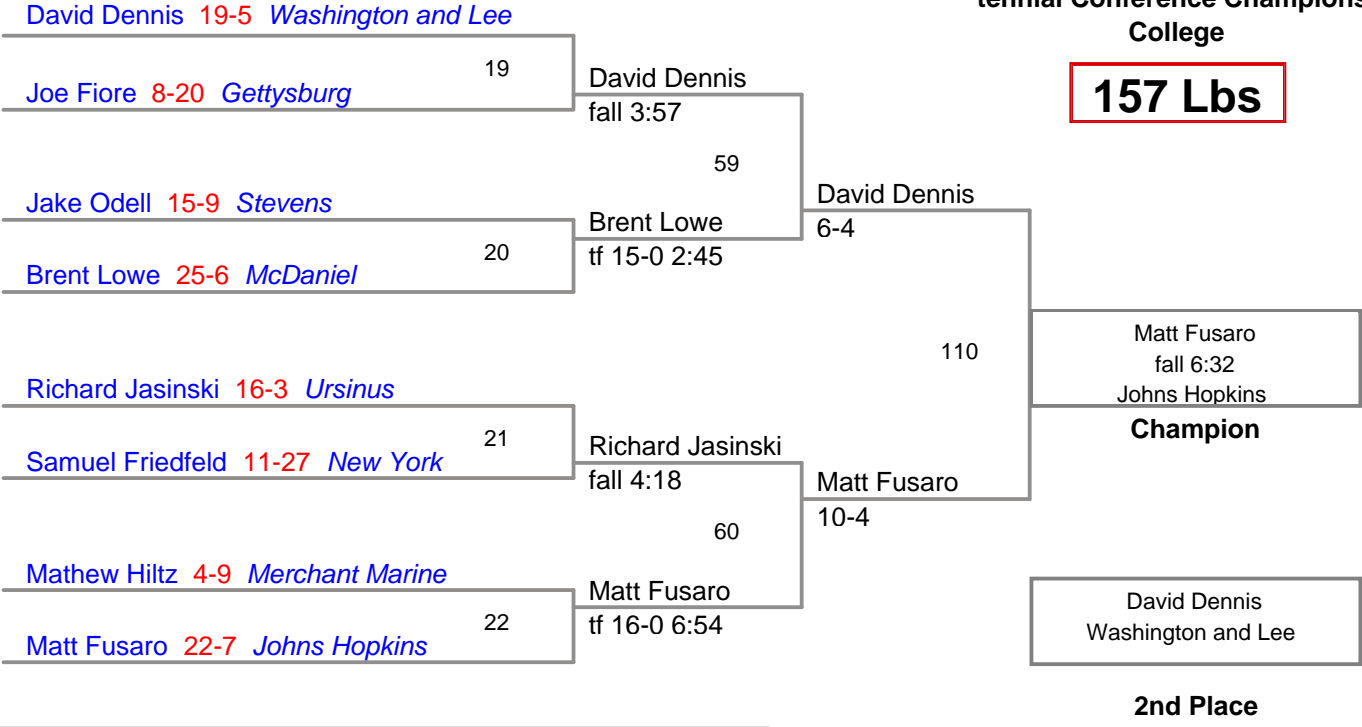 David Dennis 19-5 Washington and Lee
tennial Conference Champions
College
157 Lbs
19
Joe Fiore 8-20 Gettysburg
David Dennis
fall 3:57
59
Jake Odell 15-9 Stevens
David Dennis
6-4
Brent Lowe
tf 15-0 2:45
20
Brent Lowe 25-6 McDaniel
110
Matt Fusaro
fall 6:32
Johns Hopkins
Champion
Richard Jasinski 16-3 Ursinus
21
Samuel Friedfeld 11-27 New York
Richard Jasinski
fall 4:18
Matt Fusaro
10-4
60
Mathew Hiltz 4-9 Merchant Marine
Matt Fusaro
tf 16-0 6:54
22
Matt Fusaro 22-7 Johns Hopkins
David Dennis
Washington and Lee
2nd Place